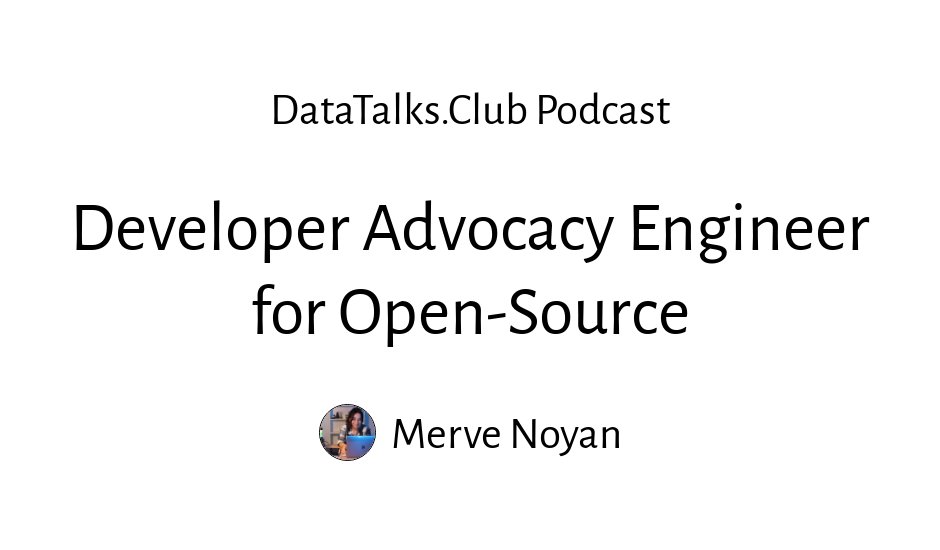 DataTalks.Club Podcast
Developer Advocacy Engineer
for Open-Source
Merve Noyan